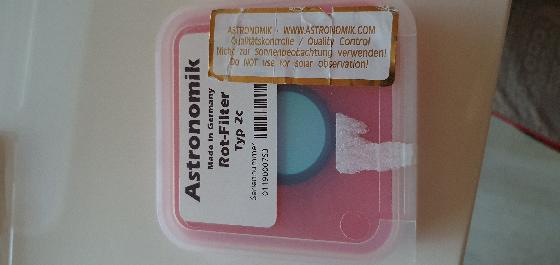 ASTRONOMIK · WWW.ASTRONOMIK.COM
Qualitätskontrolle / Quality Control
Nicht zur Sonnenbeobachtung verwenden!
Do NOT use for solar observation!
Astronomik
Made in Germany
Rot-Filter
Typ 2c
Seriennummer